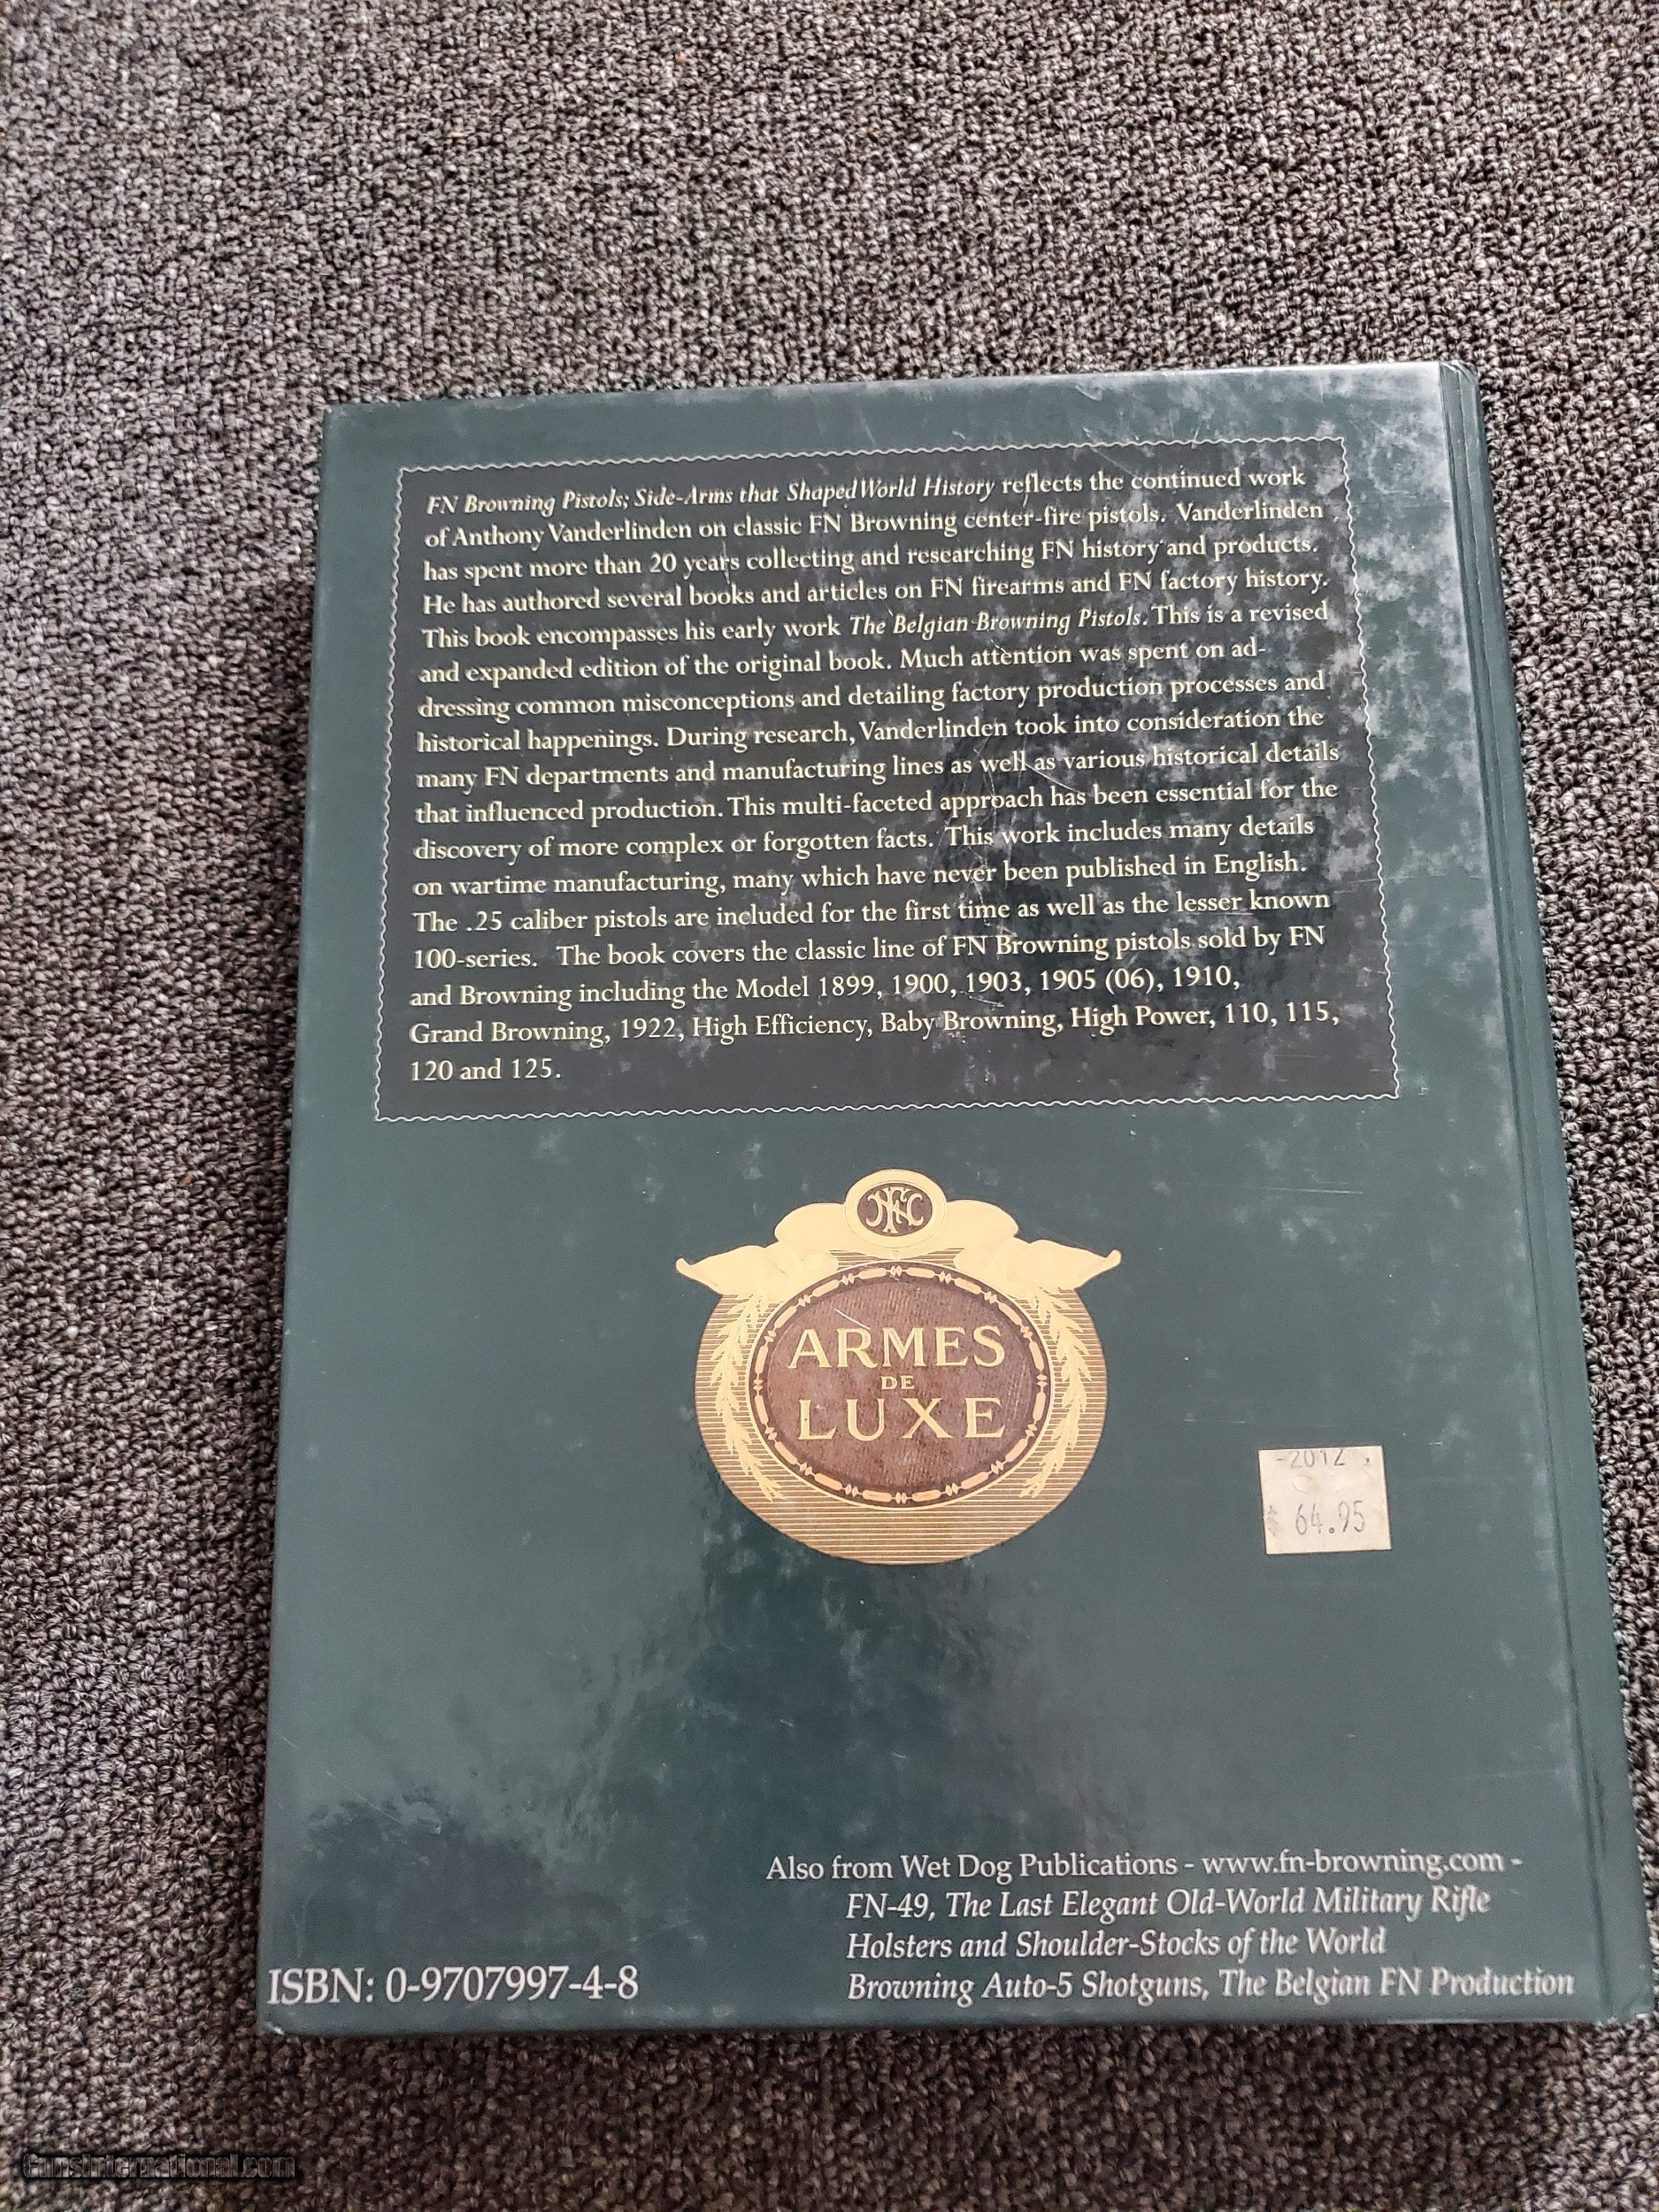 FN Browning Pistols; Side-Arms that Shaped World History reflects the continued work
of Anthony Vanderlinden on classic FN Browning center-fire pistols. Vanderlinden
has spent more than 20 years collecting and researching FN history and products.
He has authored several books and articles on FN firearms and FN factory history.
This book encompasses his early work The Belgian Browning Pistols. This is a revised
and expanded edition of the original book. Much attention was spent on ad-
dressing common misconceptions and detailing factory production processes and
historical happenings. During research, Vanderlinden took into consideration the
many FN departments and manufacturing lines as well as various historical details
that influenced production. This multi-faceted approach has been essential for the
discovery of more complex or forgotten facts. This work includes many details
on wartime manufacturing, many which have never been published in English.
The .25 caliber pistols are included for the first time as well as the lesser known
100-series. The book covers the classic line of FN Browning pistols sold by FN
and Browning including the Model 1899, 1900, 1903, 1905 (06), 1910,
Grand Browning, 1922, High Efficiency, Baby Browning, High Power, 110, 115,
120 and 125.
ARMES
DE
LUXE
-2012
$ 64.95
Also from Wet Dog Publications - www.fn-browning.com -
FN-49, The Last Elegant Old-World Military Rifle
Holsters and Shoulder-Stocks of the World
Browning Auto-5 Shotguns, The Belgian FN Production
ISBN: 0-9707997-4-8
GunsInternational.com